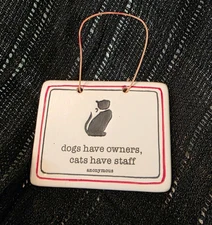 dogs have owners,
cats have staff
anonymous